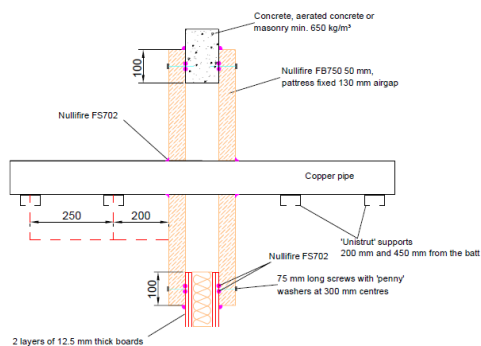 Concrete, aerated concrete or
masonry min. 650 kg/m³
100
Nullifire FB750 50 mm,
pattress fixed 130 mm airgap
Nullifire FS702
Copper pipe
250
200
'Unistrut' supports
200 mm and 450 mm from the batt
Nullifire FS702
100
75 mm long screws with 'penny'
washers at 300 mm centres
2 layers of 12.5 mm thick boards